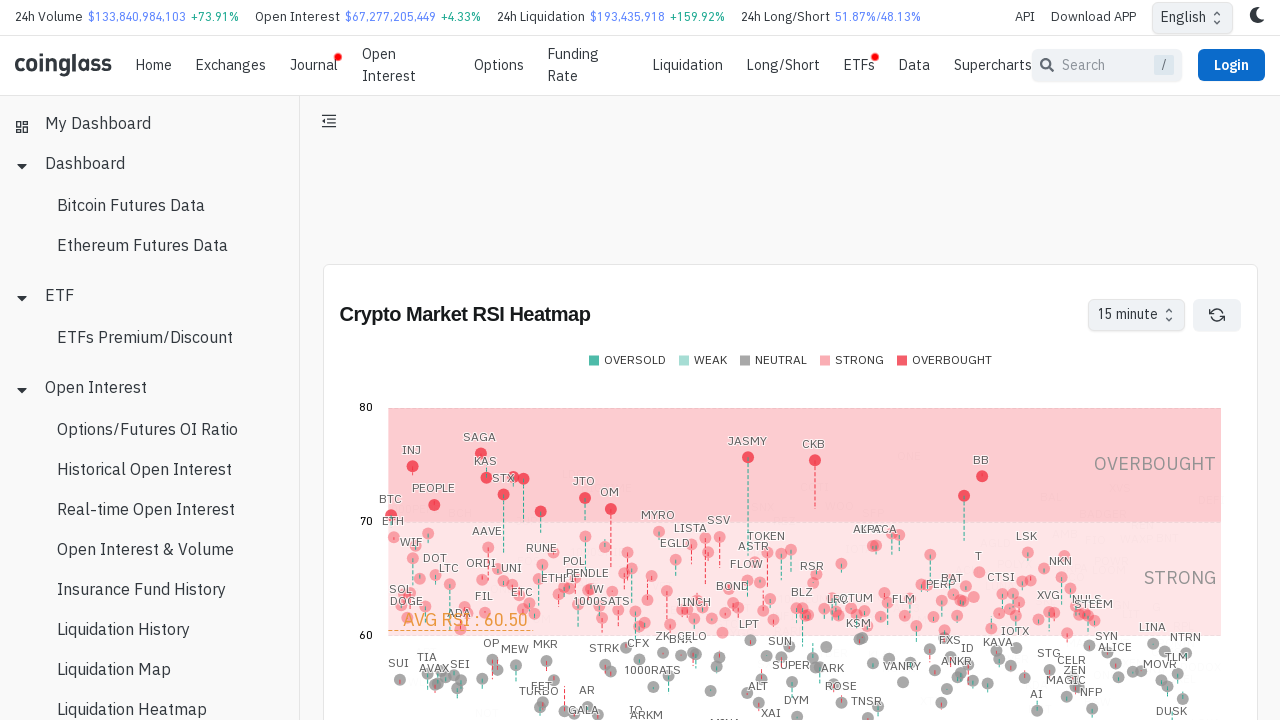 24h Volume $133,840,984,103 +73.91% Open Interest $67,277,205,449 +4.33% 24h Liquidation $193,435,918 +159.92% 24h Long/Short 51.87%/48.13% API Download APP English
coinglass Home Exchanges Journal Open Interest Options Funding Rate Liquidation Long/Short ETFs Data Supercharts Search / Login
My Dashboard
Dashboard
Bitcoin Futures Data
Ethereum Futures Data
ETF
ETFs Premium/Discount
Open Interest
Options/Futures OI Ratio
Historical Open Interest
Real-time Open Interest
Open Interest & Volume
Insurance Fund History
Liquidation History
Liquidation Map
Liquidation Heatmap
Crypto Market RSI Heatmap 15 minute
OVERSOLD WEAK NEUTRAL STRONG OVERBOUGHT
80
SAGA JASMY
INJ CKB
KAS BB OVERBOUGHT
STX JTO
PEOPLE OM
BTC
70 ETH MYRO SSV
AAVE LISTA TOKEN LSK
WIF RUNE EGLD ASTR
DOT ORDI UNI POL FLOW RSR T NKN
LTC PENDLE BAT CTSI STRONG
SOL ETC BOND BLZ PERP XVG
DOGE FIL 1000SATS 1INCH FLM STEEM
ADA LPT KSM IOTX LINA
AVG RSI : 60.50
60
OP MKR CFX ZK CELO SUN FXS KAVA SYN NTRN
TIA MEW STRK ID STG ALICE
SUI AVAX SEI 1000RATS SUPER ARK VANRY ANKR CELR MOVR TLM
ZEN
TURBO AR ALT ROSE MAGIC NFP
GALA ARKM XAI DYM TNSR AI DUSK